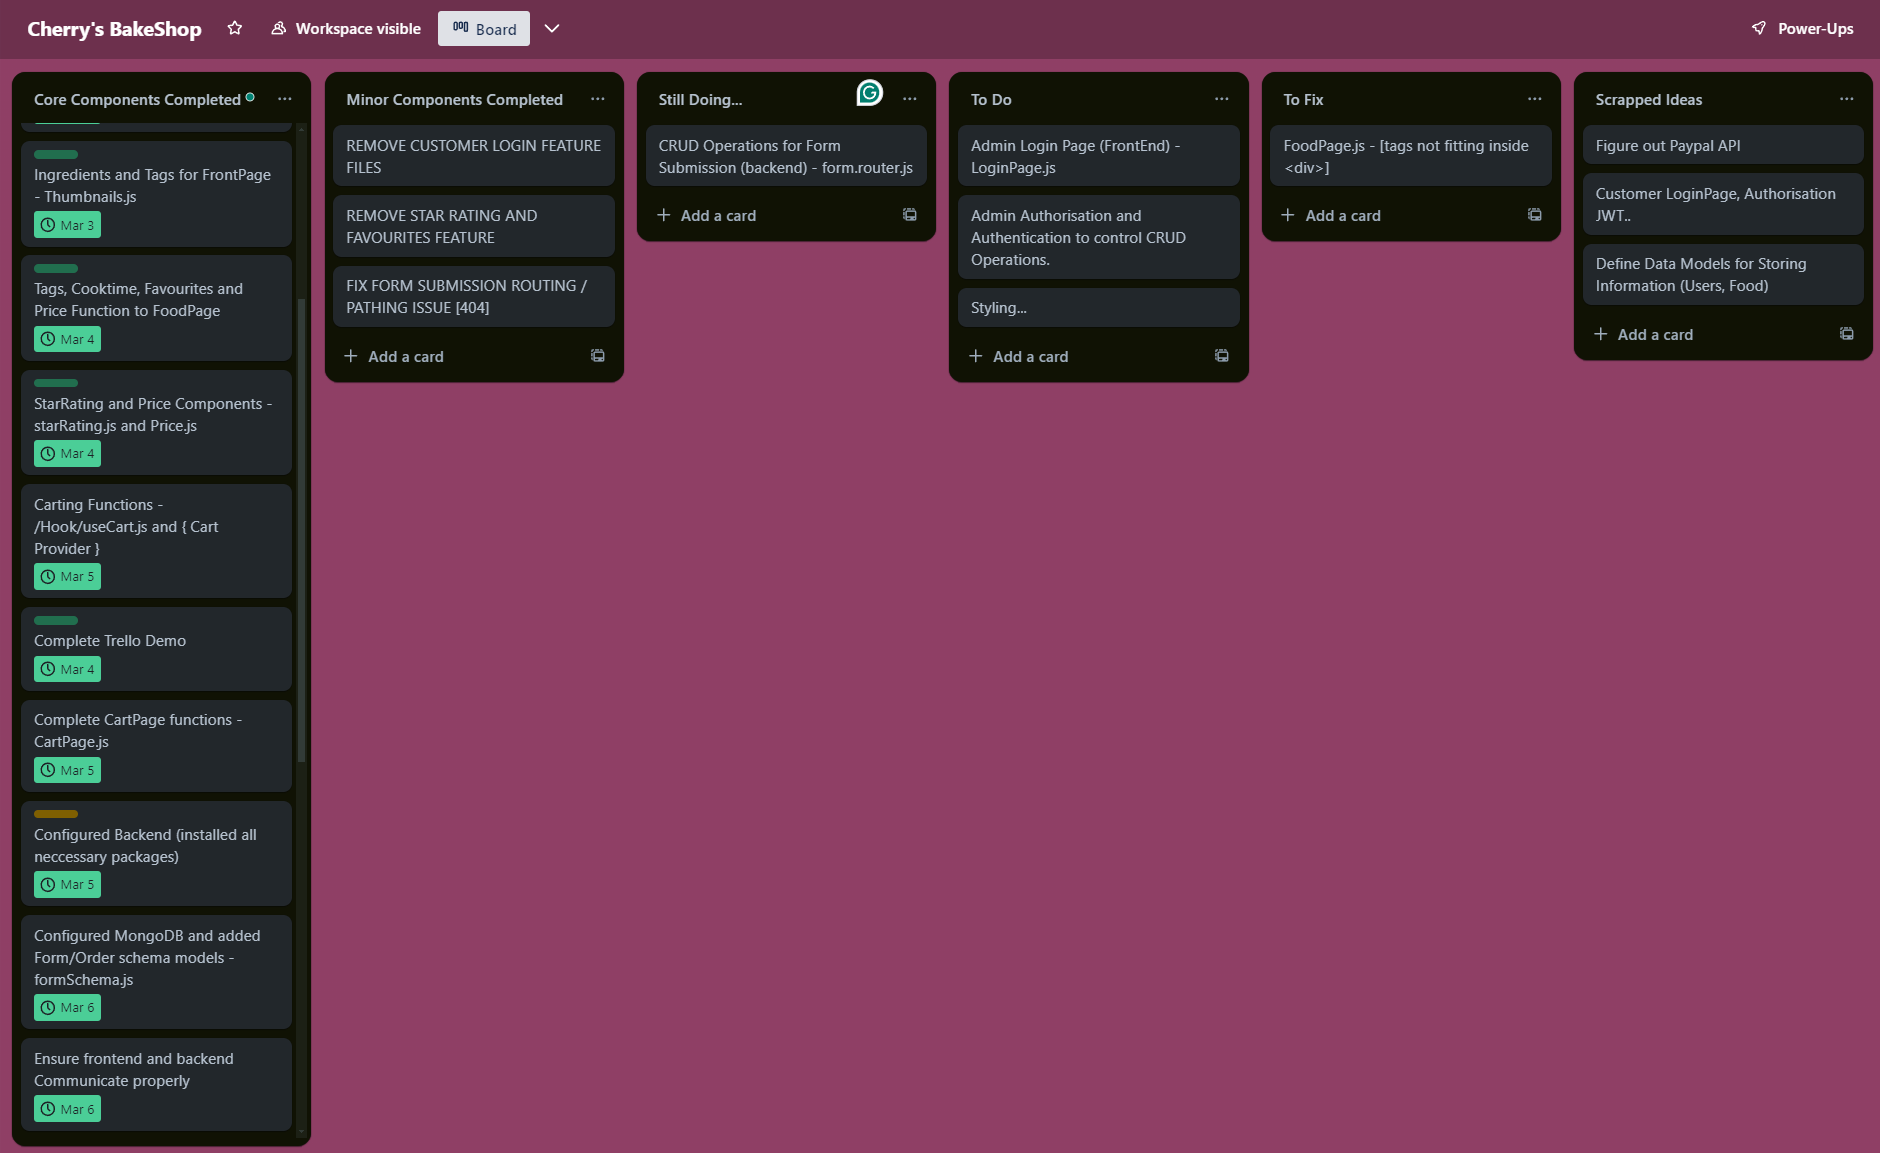 Cherry's BakeShop
Workspace visible
Board
Power-Ups
Core Components Completed
Ingredients and Tags for FrontPage
- Thumbnails.js
Mar 3
Tags, Cooktime, Favourites and
Price Function to FoodPage
Mar 4
StarRating and Price Components -
starRating.js and Price.js
Mar 4
Carting Functions -
/Hook/useCart.js and { Cart
Provider }
Mar 5
Complete Trello Demo
Mar 4
Complete CartPage functions -
CartPage.js
Mar 5
Configured Backend (installed all
neccessary packages)
Mar 5
Configured MongoDB and added
Form/Order schema models -
formSchema.js
Mar 6
Ensure frontend and backend
Communicate properly
Mar 6
Minor Components Completed
REMOVE CUSTOMER LOGIN FEATURE
FILES
REMOVE STAR RATING AND
FAVOURITES FEATURE
FIX FORM SUBMISSION ROUTING /
PATHING ISSUE [404]
Add a card
Still Doing...
CRUD Operations for Form
Submission (backend) - form.router.js
Add a card
To Do
Admin Login Page (FrontEnd) -
LoginPage.js
Admin Authorisation and
Authentication to control CRUD
Operations.
Styling...
Add a card
To Fix
FoodPage.js - [tags not fitting inside
<div>]
Add a card
Scrapped Ideas
Figure out Paypal API
Customer LoginPage, Authorisation
JWT..
Define Data Models for Storing
Information (Users, Food)
Add a card